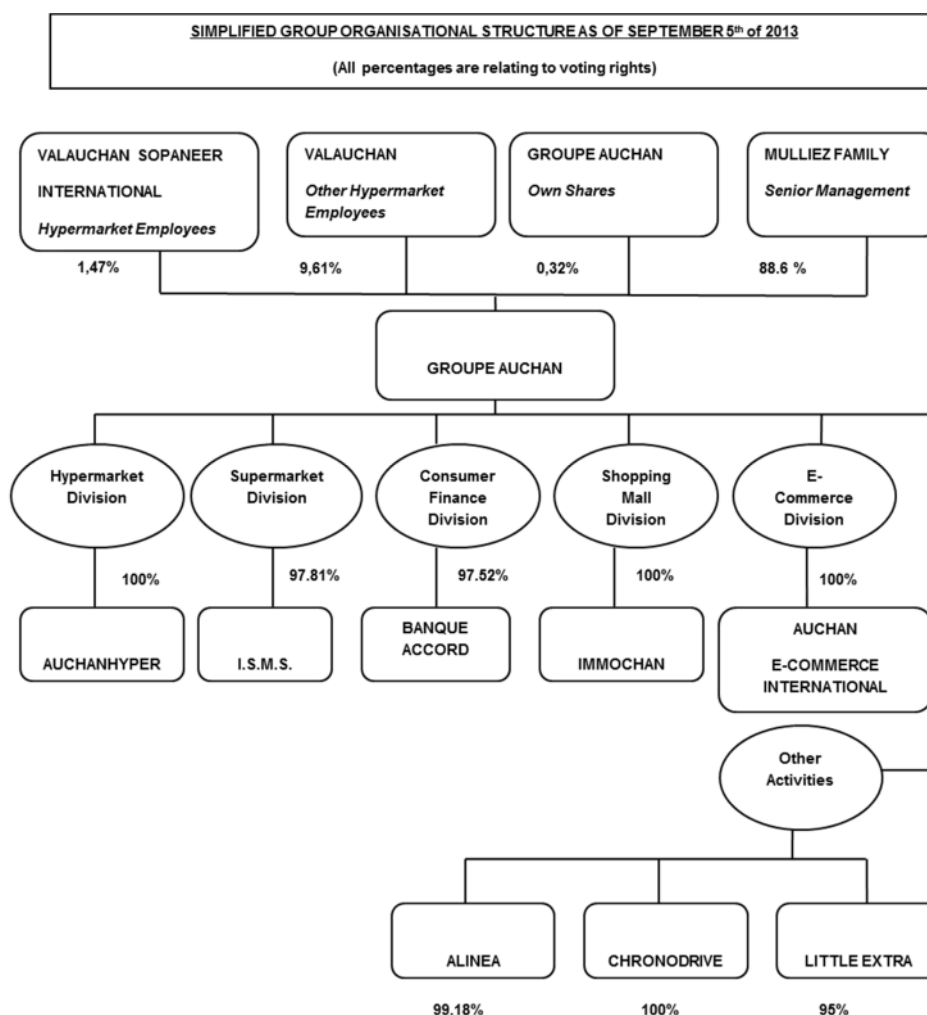 SIMPLIFIED GROUP ORGANISATIONAL STRUCTURE AS OF SEPTEMBER 5th of 2013
(All percentages are relating to voting rights)
VALAUCHAN SOPANEER
INTERNATIONAL
Hypermarket Employees
VALAUCHAN
Other Hypermarket
Employees
GROUPE AUCHAN
Own Shares
MULLIEZ FAMILY
Senior Management
1,47%
9,61%
0,32%
88.6 %
GROUPE AUCHAN
Hypermarket
Division
Supermarket
Division
Consumer
Finance
Division
Shopping
Mall
Division
E-
Commerce
Division
100%
97.81%
97.52%
100%
100%
AUCHANHYPER
I.S.M.S.
BANQUE
ACCORD
IMMOCHAN
AUCHAN
E-COMMERCE
INTERNATIONAL
Other
Activities
ALINEA
CHRONODRIVE
LITTLE EXTRA
99.18%
100%
95%